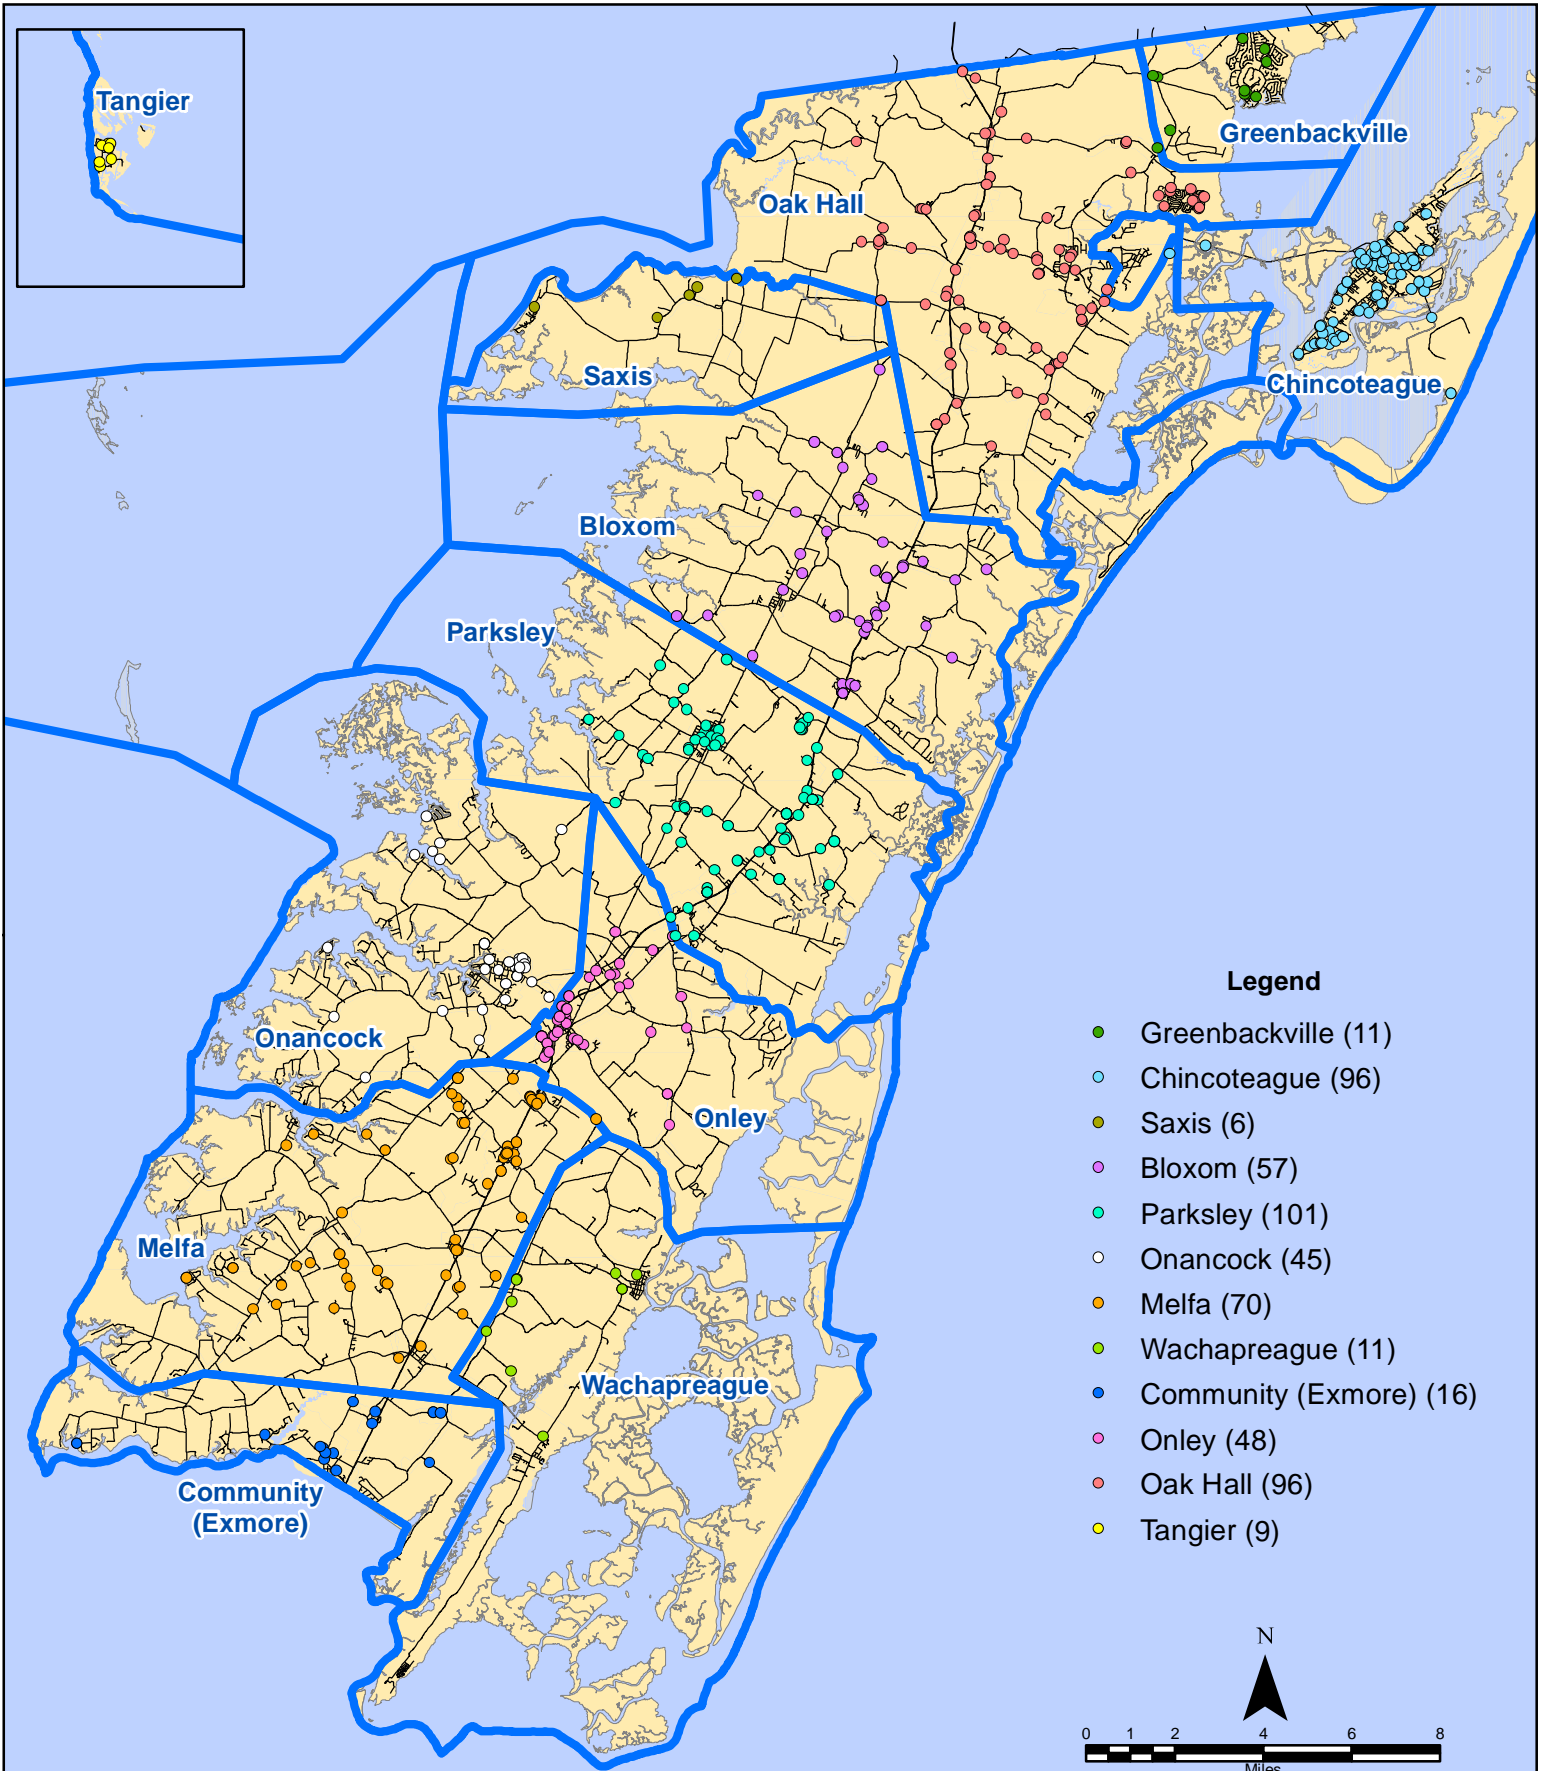 Tangier
Greenbackville
Oak Hall
Saxis
Chincoteague
Bloxom
Parksley
Onancock
Onley
Melfa
Wachapreague
Community
(Exmore)
Legend
Greenbackville (11)
Chincoteague (96)
Saxis (6)
Bloxom (57)
Parksley (101)
Onancock (45)
Melfa (70)
Wachapreague (11)
Community (Exmore) (16)
Onley (48)
Oak Hall (96)
Tangier (9)
N
0 1 2 4 6 8
Miles